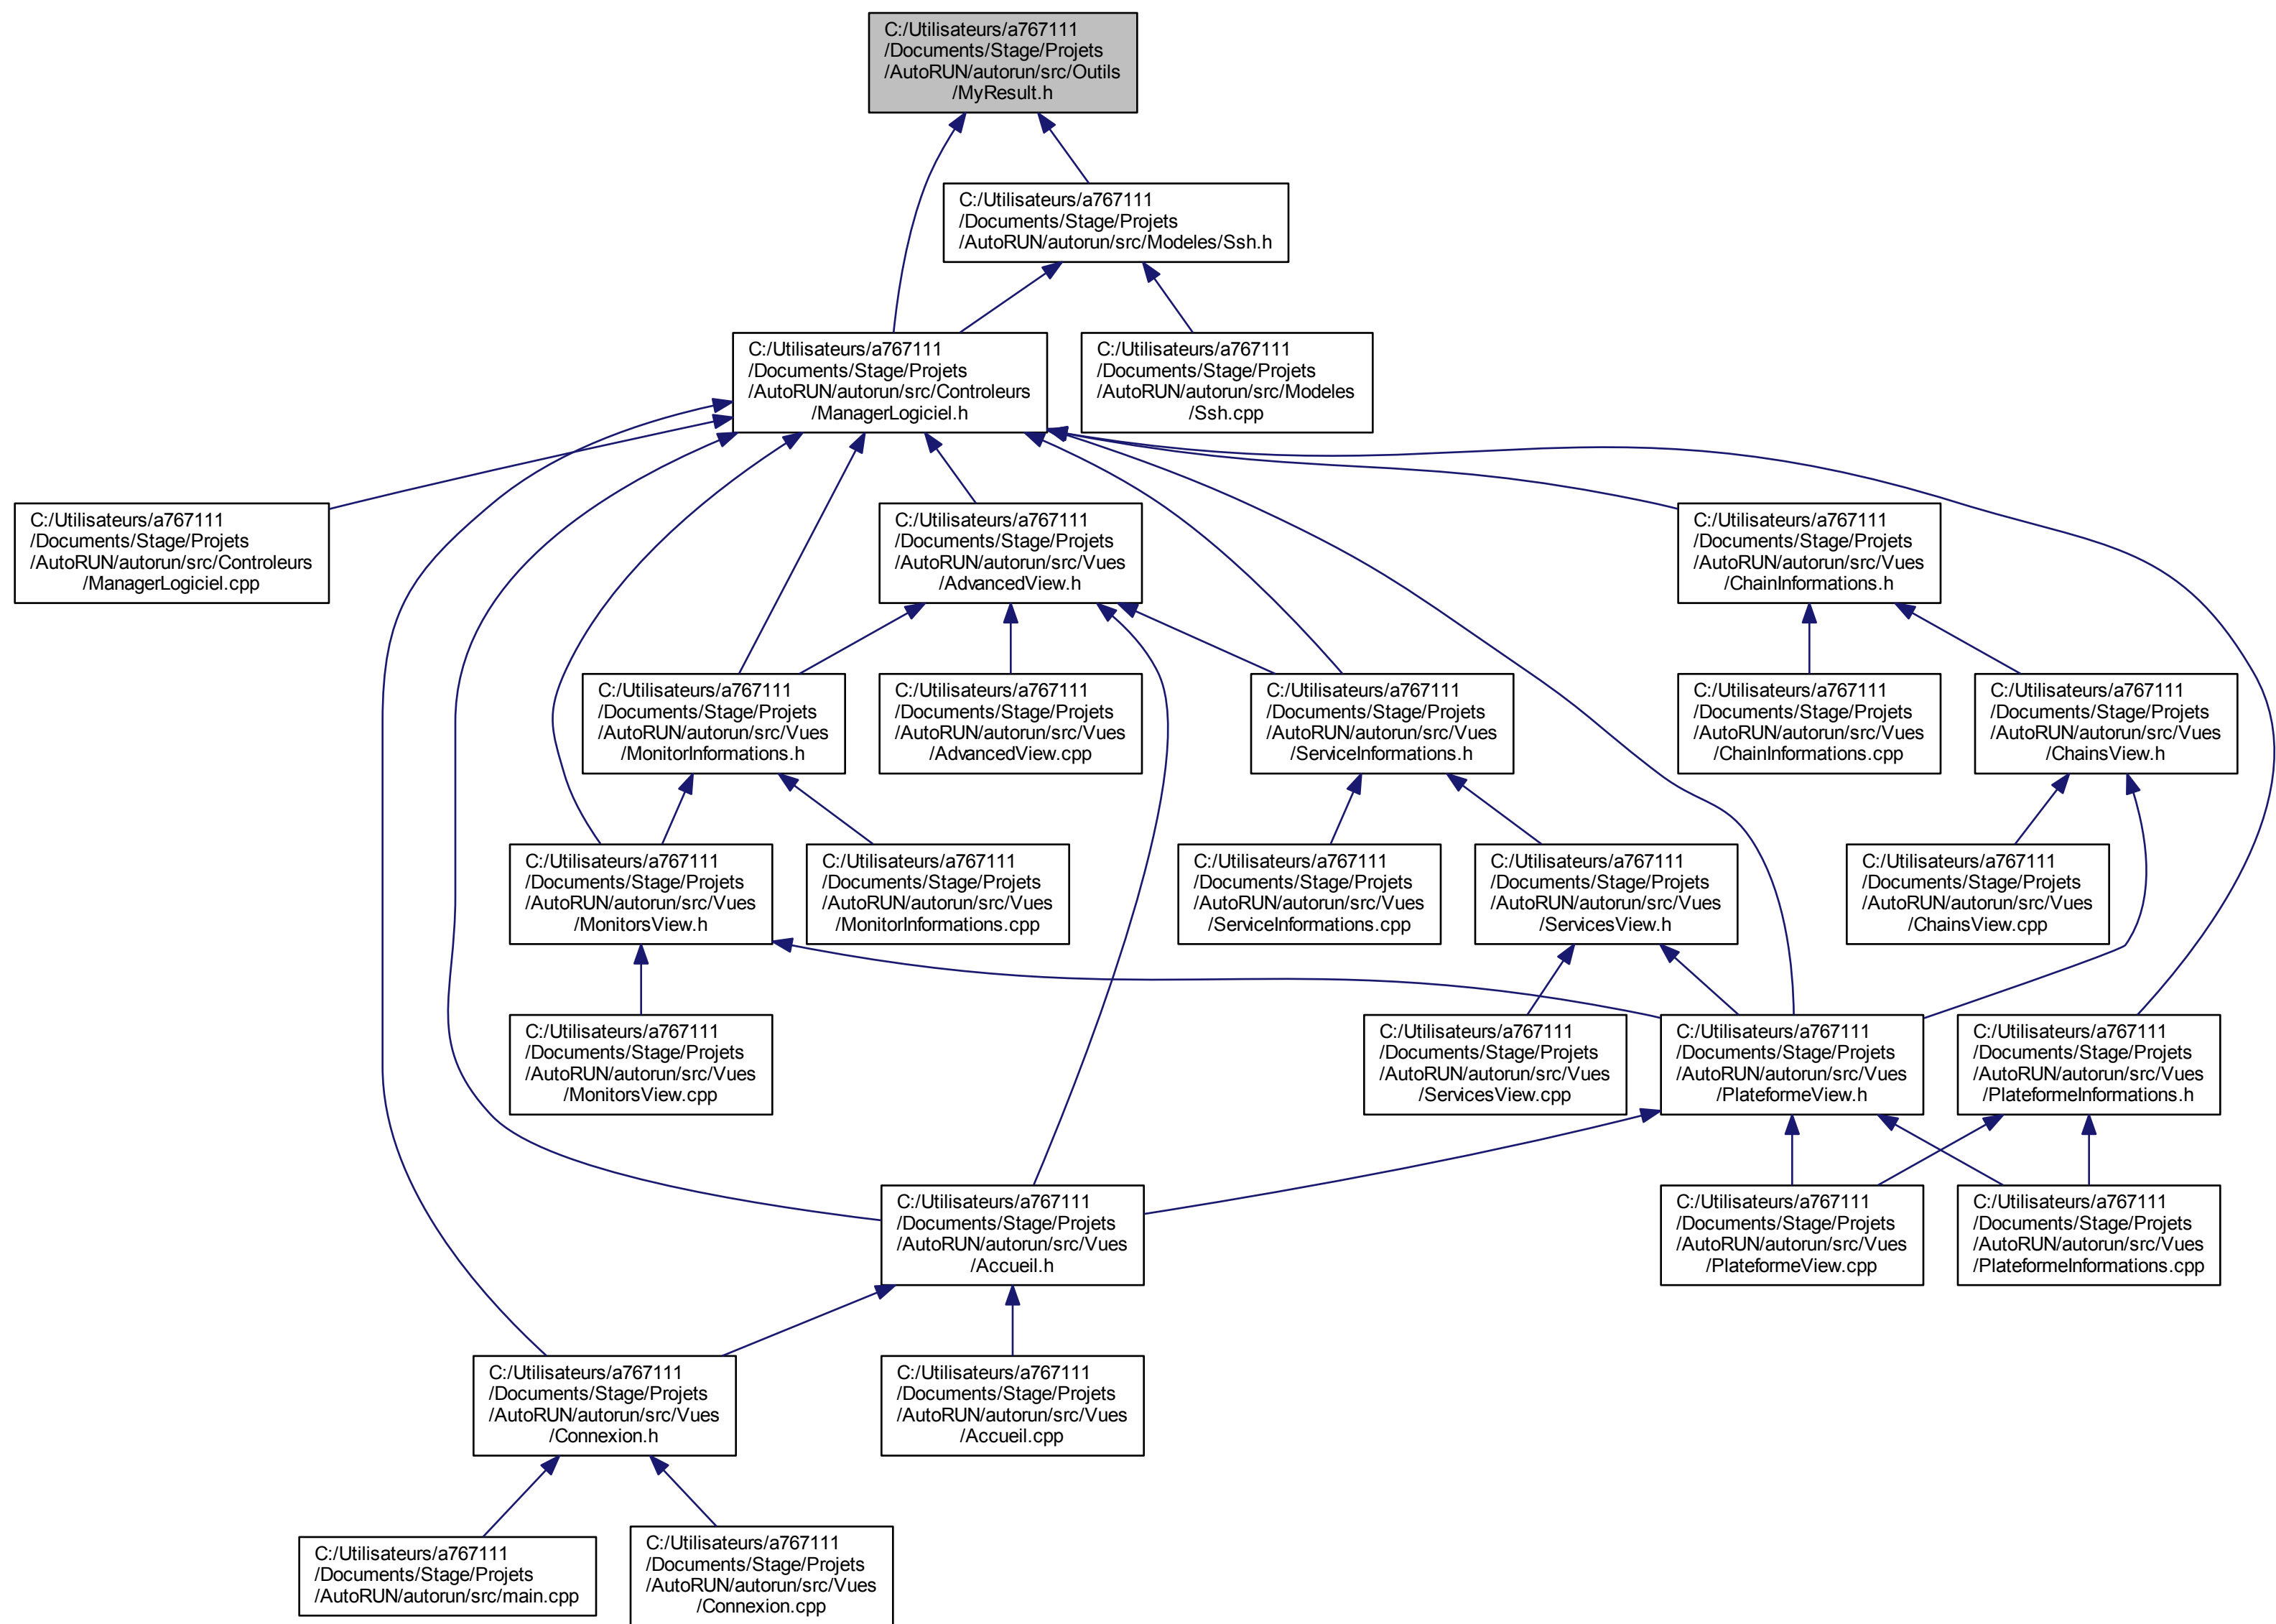 C:/Utilisateurs/a767111
/Documents/Stage/Projets
/AutoRUN/autorun/src/Outils
/MyResult.h
C:/Utilisateurs/a767111
/Documents/Stage/Projets
/AutoRUN/autorun/src/Modeles/Ssh.h
C:/Utilisateurs/a767111
/Documents/Stage/Projets
/AutoRUN/autorun/src/Controleurs
/ManagerLogiciel.h
C:/Utilisateurs/a767111
/Documents/Stage/Projets
/AutoRUN/autorun/src/Modeles
/Ssh.cpp
C:/Utilisateurs/a767111
/Documents/Stage/Projets
/AutoRUN/autorun/src/Controleurs
/ManagerLogiciel.cpp
C:/Utilisateurs/a767111
/Documents/Stage/Projets
/AutoRUN/autorun/src/Vues
/AdvancedView.h
C:/Utilisateurs/a767111
/Documents/Stage/Projets
/AutoRUN/autorun/src/Vues
/ChainInformations.h
C:/Utilisateurs/a767111
/Documents/Stage/Projets
/AutoRUN/autorun/src/Vues
/MonitorInformations.h
C:/Utilisateurs/a767111
/Documents/Stage/Projets
/AutoRUN/autorun/src/Vues
/AdvancedView.cpp
C:/Utilisateurs/a767111
/Documents/Stage/Projets
/AutoRUN/autorun/src/Vues
/ServiceInformations.h
C:/Utilisateurs/a767111
/Documents/Stage/Projets
/AutoRUN/autorun/src/Vues
/ChainInformations.cpp
C:/Utilisateurs/a767111
/Documents/Stage/Projets
/AutoRUN/autorun/src/Vues
/ChainsView.h
C:/Utilisateurs/a767111
/Documents/Stage/Projets
/AutoRUN/autorun/src/Vues
/MonitorsView.h
C:/Utilisateurs/a767111
/Documents/Stage/Projets
/AutoRUN/autorun/src/Vues
/MonitorInformations.cpp
C:/Utilisateurs/a767111
/Documents/Stage/Projets
/AutoRUN/autorun/src/Vues
/ServiceInformations.cpp
C:/Utilisateurs/a767111
/Documents/Stage/Projets
/AutoRUN/autorun/src/Vues
/ServicesView.h
C:/Utilisateurs/a767111
/Documents/Stage/Projets
/AutoRUN/autorun/src/Vues
/ChainsView.cpp
C:/Utilisateurs/a767111
/Documents/Stage/Projets
/AutoRUN/autorun/src/Vues
/MonitorsView.cpp
C:/Utilisateurs/a767111
/Documents/Stage/Projets
/AutoRUN/autorun/src/Vues
/ServicesView.cpp
C:/Utilisateurs/a767111
/Documents/Stage/Projets
/AutoRUN/autorun/src/Vues
/PlateformeView.h
C:/Utilisateurs/a767111
/Documents/Stage/Projets
/AutoRUN/autorun/src/Vues
/PlateformeInformations.h
C:/Utilisateurs/a767111
/Documents/Stage/Projets
/AutoRUN/autorun/src/Vues
/Accueil.h
C:/Utilisateurs/a767111
/Documents/Stage/Projets
/AutoRUN/autorun/src/Vues
/PlateformeView.cpp
C:/Utilisateurs/a767111
/Documents/Stage/Projets
/AutoRUN/autorun/src/Vues
/PlateformeInformations.cpp
C:/Utilisateurs/a767111
/Documents/Stage/Projets
/AutoRUN/autorun/src/Vues
/Connexion.h
C:/Utilisateurs/a767111
/Documents/Stage/Projets
/AutoRUN/autorun/src/Vues
/Accueil.cpp
C:/Utilisateurs/a767111
/Documents/Stage/Projets
/AutoRUN/autorun/src/main.cpp
C:/Utilisateurs/a767111
/Documents/Stage/Projets
/AutoRUN/autorun/src/Vues
/Connexion.cpp